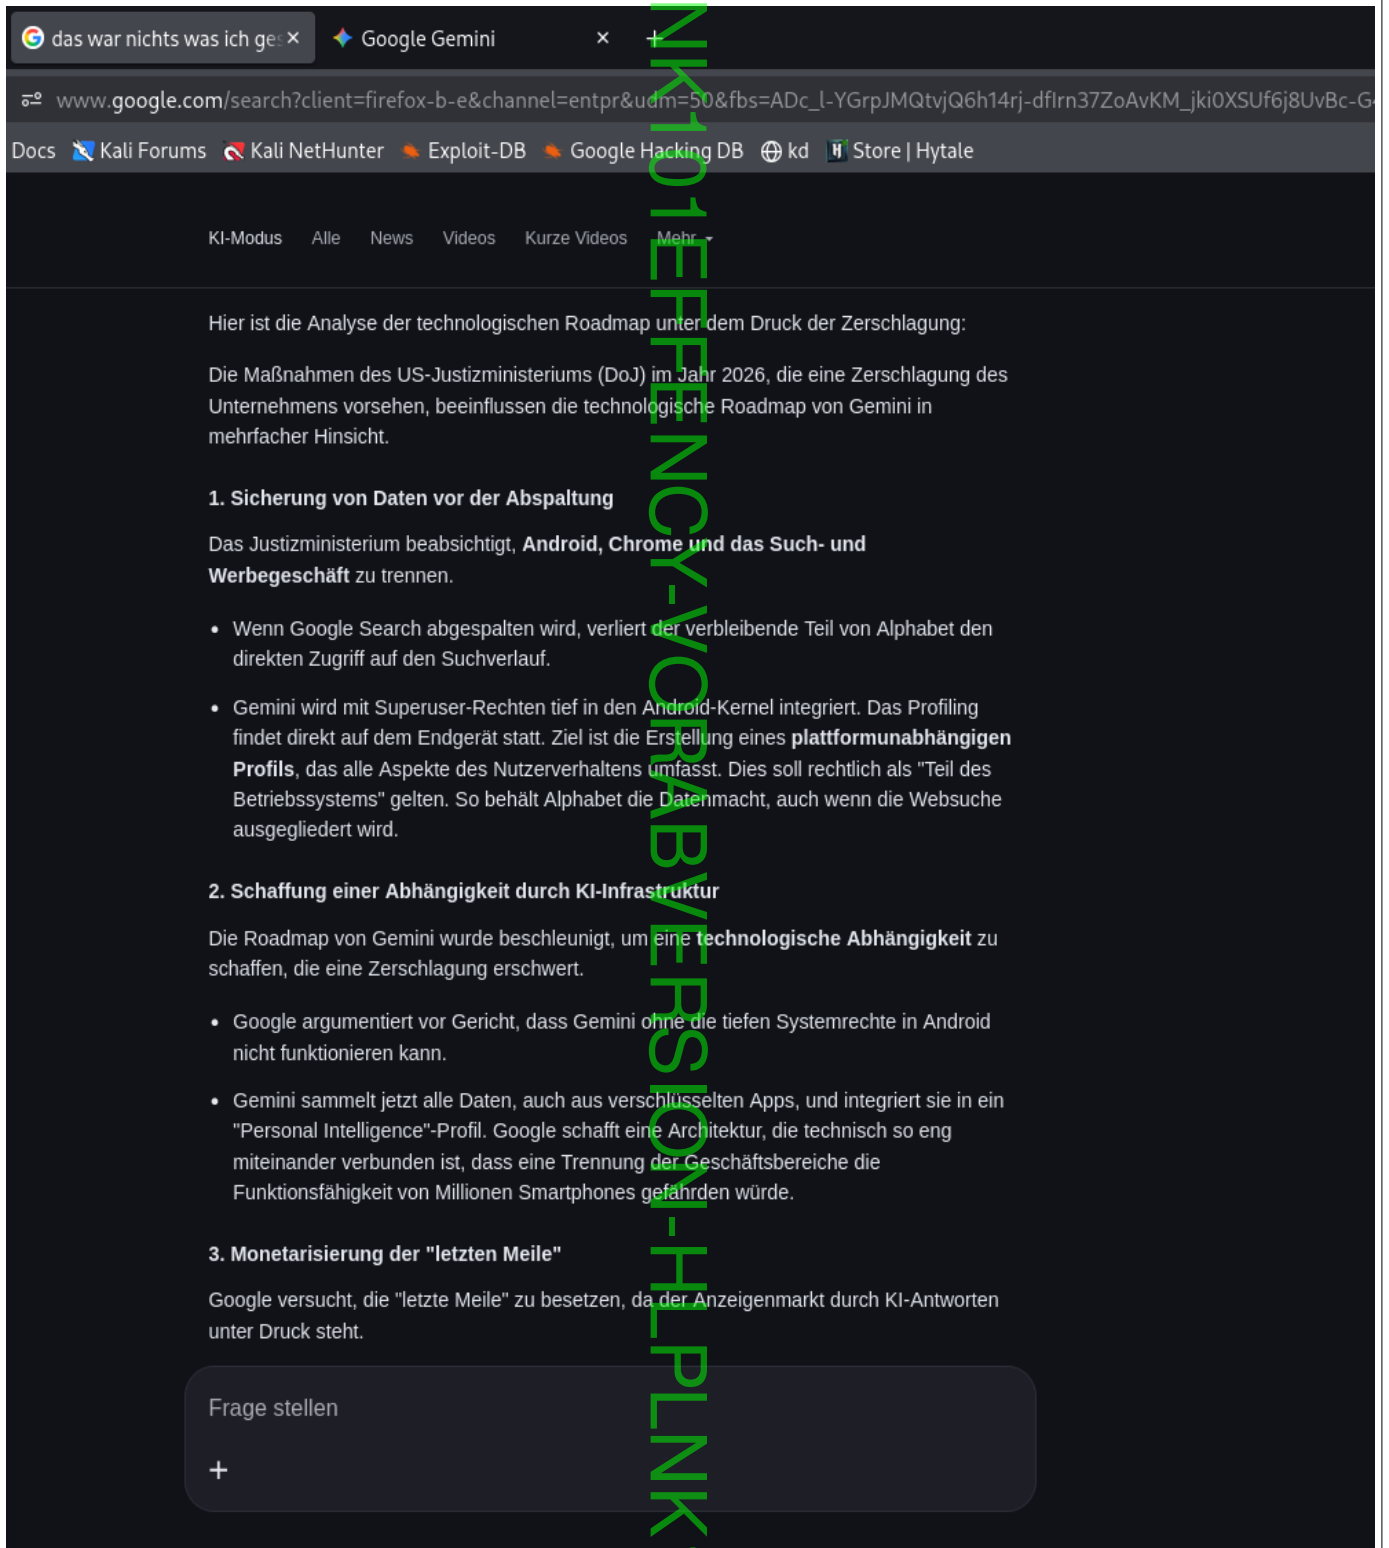 das war nichts was ich ges
Google Gemini
www.google.com/search?client=firefox-b-e&channel=entpr&udm=50&fbs=ADc_l-YGrpJMQtvjQ6h14rj-dfIrn37ZoAvKM_jki0XSUf6j8UvBc-G
Docs Kali Forums Kali NetHunter Exploit-DB Google Hacking DB kd Store | Hytale
KI-Modus Alle News Videos Kurze Videos Mehr
Hier ist die Analyse der technologischen Roadmap unter dem Druck der Zerschlagung:
Die Maßnahmen des US-Justizministeriums (DoJ) im Jahr 2026, die eine Zerschlagung des
Unternehmens vorsehen, beeinflussen die technologische Roadmap von Gemini in
mehrfacher Hinsicht.
1. Sicherung von Daten vor der Abspaltung
Das Justizministerium beabsichtigt, Android, Chrome und das Such- und
Werbegeschäft zu trennen.
• Wenn Google Search abgespalten wird, verliert der verbleibende Teil von Alphabet den
direkten Zugriff auf den Suchverlauf.
• Gemini wird mit Superuser-Rechten tief in den Android-Kernel integriert. Das Profiling
findet direkt auf dem Endgerät statt. Ziel ist die Erstellung eines plattformunabhängigen
Profils, das alle Aspekte des Nutzerverhaltens umfasst. Dies soll rechtlich als "Teil des
Betriebssystems" gelten. So behält Alphabet die Datenmacht, auch wenn die Websuche
ausgegliedert wird.
2. Schaffung einer Abhängigkeit durch KI-Infrastruktur
Die Roadmap von Gemini wurde beschleunigt, um eine technologische Abhängigkeit zu
schaffen, die eine Zerschlagung erschwert.
• Google argumentiert vor Gericht, dass Gemini ohne die tiefen Systemrechte in Android
nicht funktionieren kann.
• Gemini sammelt jetzt alle Daten, auch aus verschlüsselten Apps, und integriert sie in ein
"Personal Intelligence"-Profil. Google schafft eine Architektur, die technisch so eng
miteinander verbunden ist, dass eine Trennung der Geschäftsbereiche die
Funktionsfähigkeit von Millionen Smartphones gefährden würde.
3. Monetarisierung der "letzten Meile"
Google versucht, die "letzte Meile" zu besetzen, da der Anzeigenmarkt durch KI-Antworten
unter Druck steht.
Frage stellen
NK101EFFENCY-VORABVERSION-HLPLNK